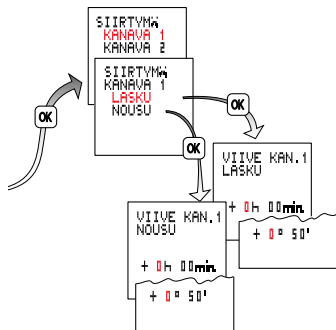 SIIRTYMÄ
KANAVA 1
KANAVA 2
SIIRTYMÄ
KANAVA 1
LASKU
NOUSU
OK
OK
OK
VIIVE KAN.1
LASKU
+ 0h 00min.
+ 0° 50'
VIIVE KAN.1
NOUSU
+ 0h 00min.
+ 0° 50'